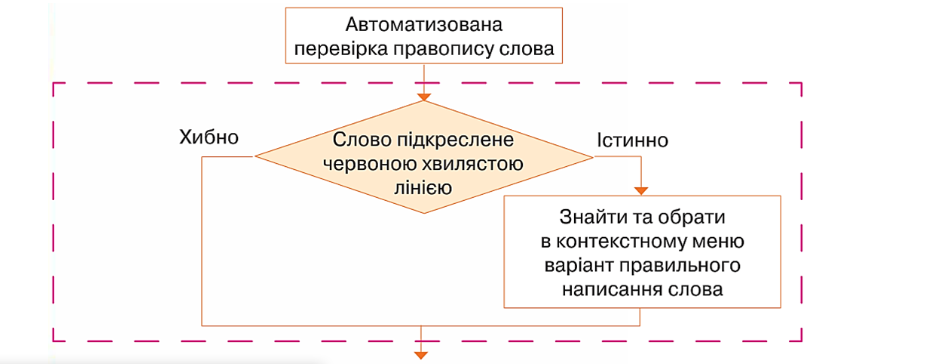 Автоматизована
перевірка правопису слова
Хибно
Слово підкреслене
червоною хвилястою
лінією
Істинно
Знайти та обрати
в контекстному меню
варіант правильного
написання слова